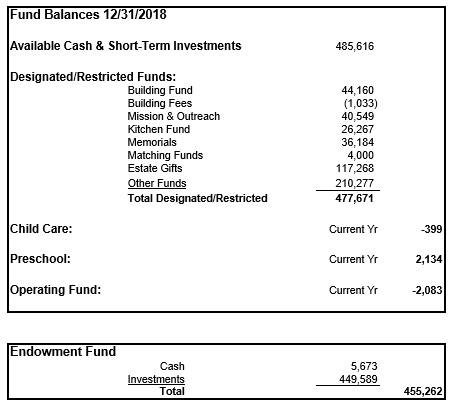 Fund Balances 12/31/2018
Available Cash & Short-Term Investments 485,616
Designated/Restricted Funds:
Building Fund 44,160
Building Fees (1,033)
Mission & Outreach 40,549
Kitchen Fund 26,267
Memorials 36,184
Matching Funds 4,000
Estate Gifts 117,268
Other Funds 210,277
Total Designated/Restricted 477,671
Child Care: Current Yr -399
Preschool: Current Yr 2,134
Operating Fund: Current Yr -2,083
Endowment Fund
Cash 5,673
Investments 449,589
Total 455,262